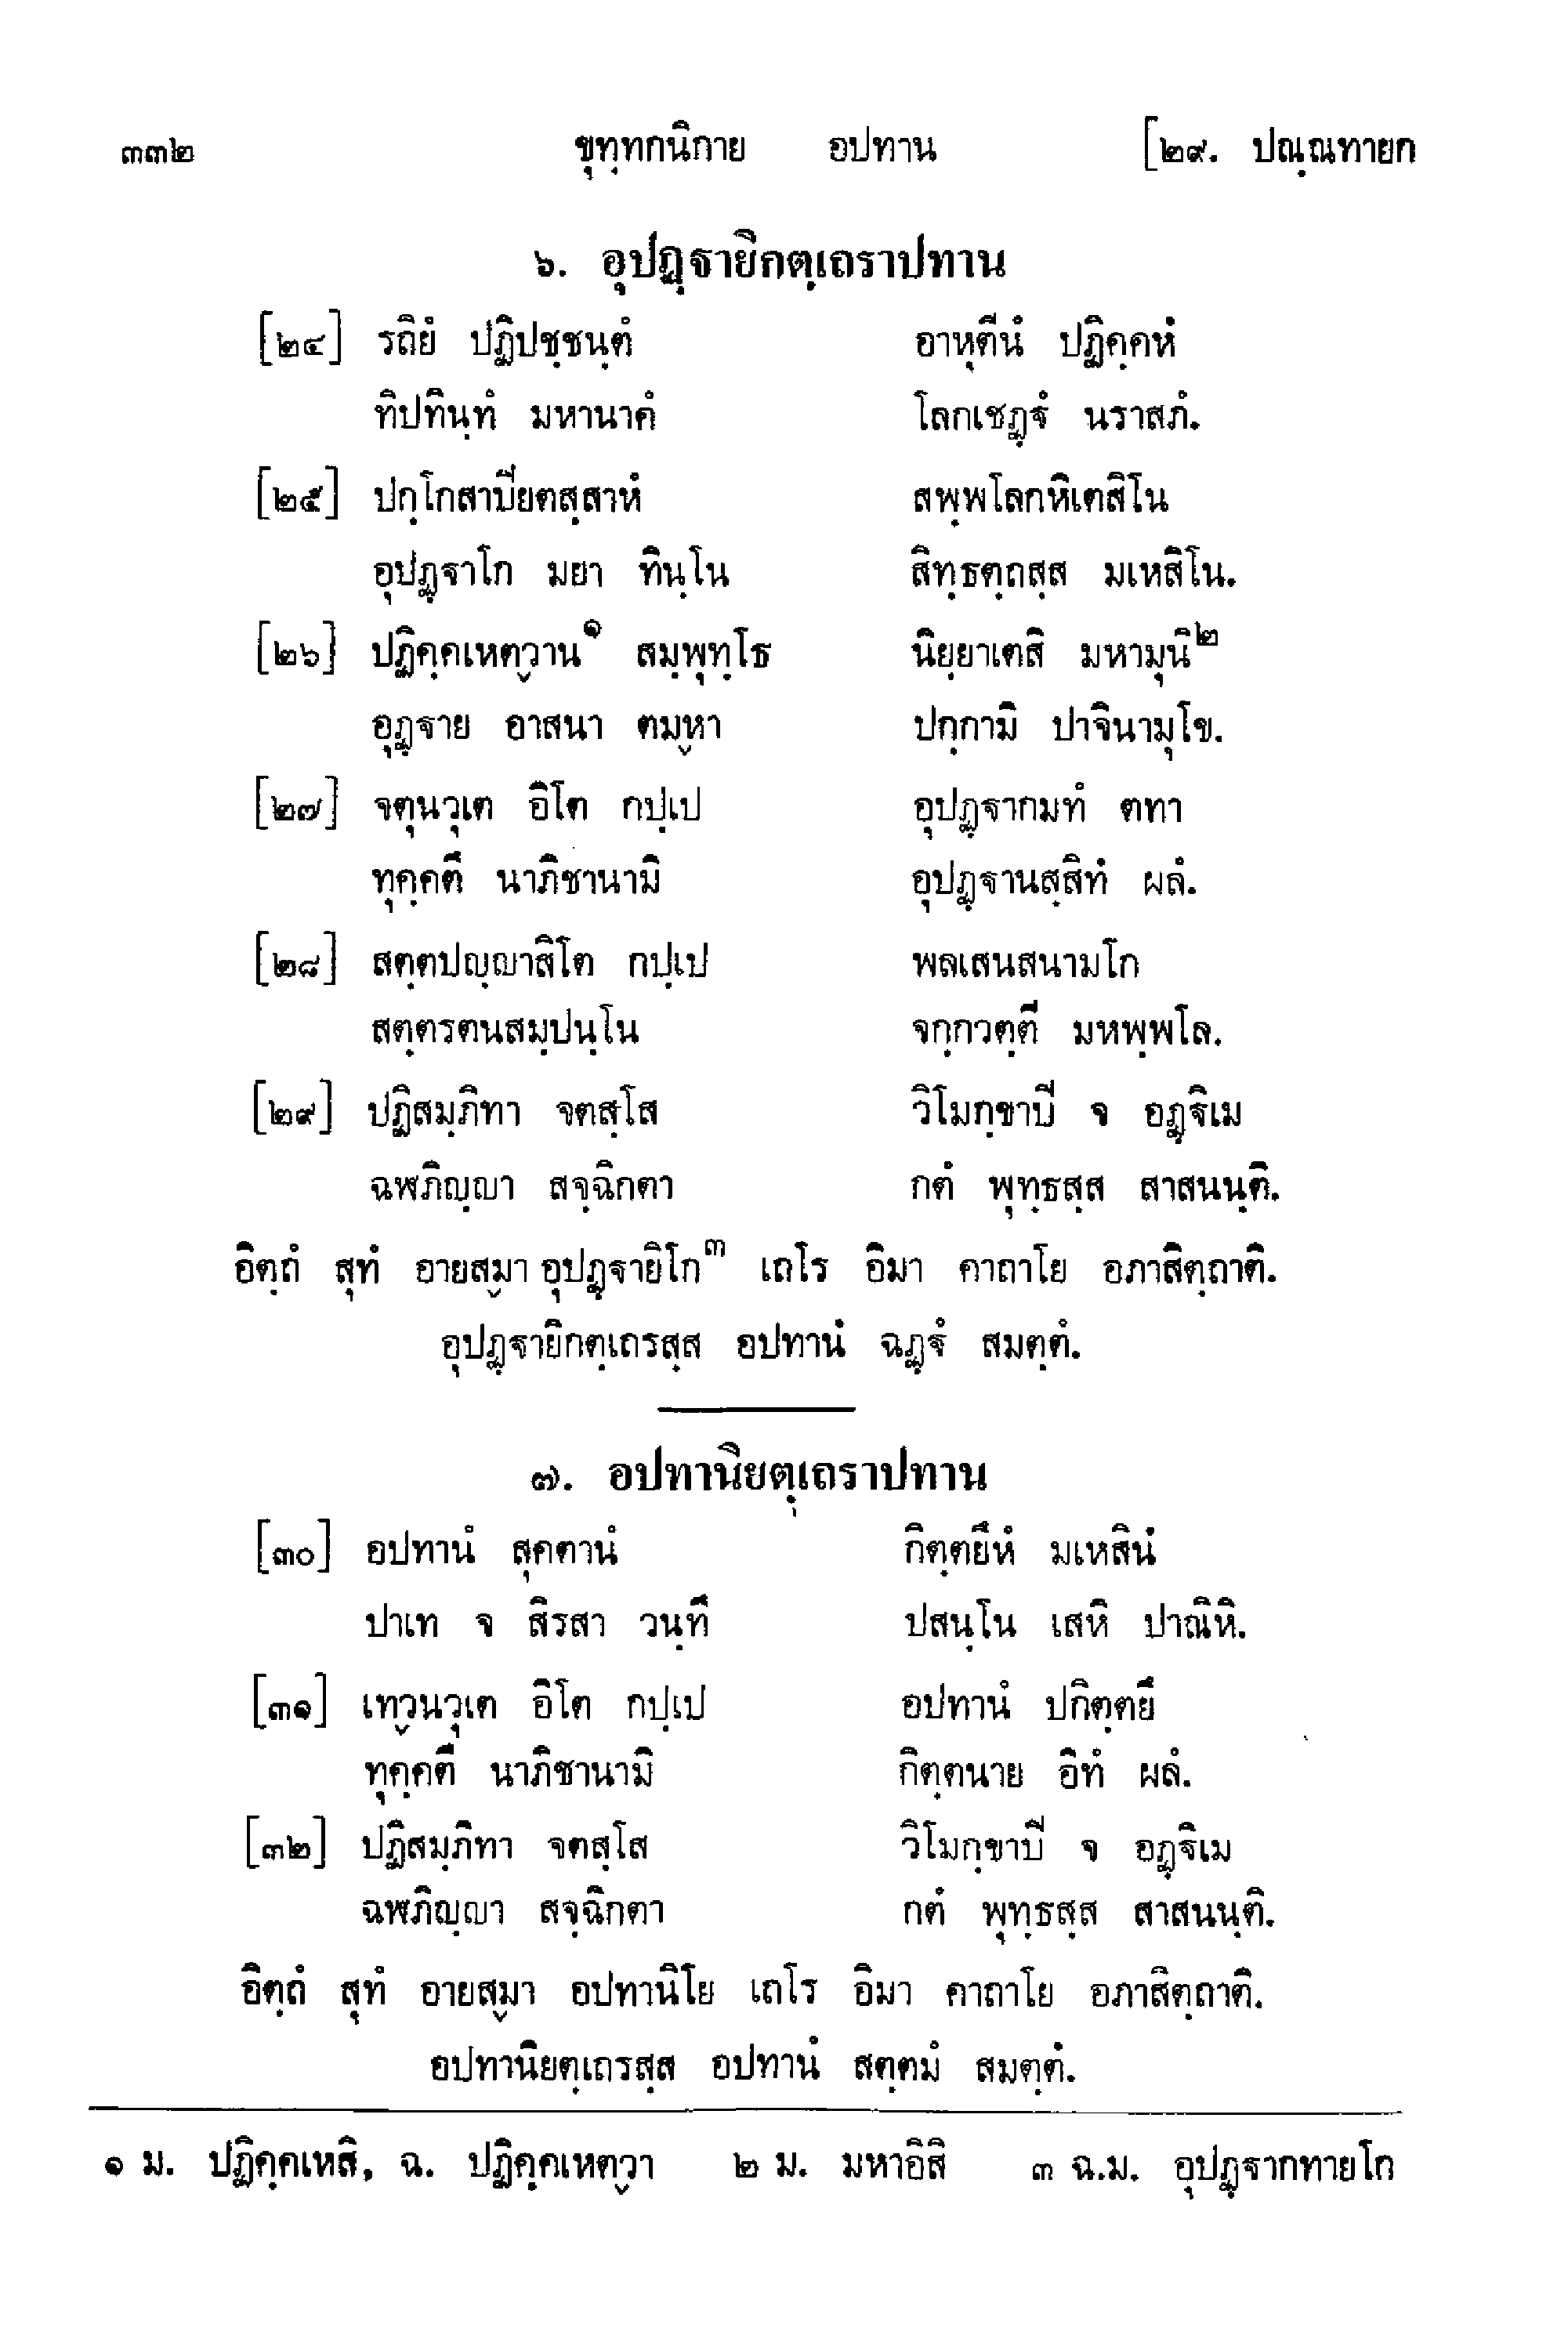 ๓๓๒ ขุทฺทกนิกาย อปทาน [๒๙. ปณฺณทายก
๖. อุปฏฺฐายิกตฺเถราปทาน
[๒๔] รถิยํ ปฏิปชฺชนฺตํ อาหุตีนํ ปฏิคฺคหํ
ทิปทินฺทํ มหานาคํ โลกเชฏฺฐํ นราสภํ.
[๒๕] ปกฺโกสาปิยตสฺสาหํ สพฺพโลกหิเตสิโน
อุปฏฺฐาโก มยา ทินฺโน สิทฺธตฺถสฺส มเหสิโน.
[๒๖] ปฏิคฺคเหตฺวาน๑ สมฺพุทฺโธ นิยฺยาเตสิ มหามุนิ๒
อุฏฺฐาย อาสนา ตมฺหา ปกฺกามิ ปาจินามุโข.
[๒๗] จตุนวุเต อิโต กปฺเป อุปฏฺฐากมทํ ตทา
ทุคฺคตึ นาภิชานามิ อุปฏฺฐานสฺสิทํ ผลํ.
[๒๘] สตฺตปญฺญาสิโต กปฺเป พลเสนสนามโก
สตฺตรตนสมฺปนฺโน จกฺกวตฺตี มหพฺพโล.
[๒๙] ปฏิสมฺภิทา จตสฺโส วิโมกฺขาปิ จ อฏฺฐิเม
ฉฬภิญฺญา สจฺฉิกตา กตํ พุทฺธสฺส สาสนนฺติ.
อิตฺถํ สุทํ อายสฺมา อุปฏฺฐายิโก๓ เถโร อิมา คาถาโย อภาสิตฺถาติ.
อุปฏฺฐายิกตฺเถรสฺส อปทานํ ฉฏฺฐํ สมตฺตํ.
๗. อปทานิยตฺเถราปทาน
[๓๐] อปทานํ สุคตานํ กิตฺตยึหํ มเหสินํ
ปาเท จ สิรสา วนฺทึ ปสนฺโน เสหิ ปาณิหิ.
[๓๑] เทฺวนวุเต อิโต กปฺเป อปทานํ ปกิตฺตยึ
ทุคฺคตึ นาภิชานามิ กิตฺตนาย อิทํ ผลํ.
[๓๒] ปฏิสมฺภิทา จตสฺโส วิโมกฺขาปิ จ อฏฺฐิเม
ฉฬภิญฺญา สจฺฉิกตา กตํ พุทฺธสฺส สาสนนฺติ.
อิตฺถํ สุทํ อายสฺมา อปทานิโย เถโร อิมา คาถาโย อภาสิตฺถาติ.
อปทานิยตฺเถรสฺส อปทานํ สตฺตมํ สมตฺตํ.
๑ ม. ปฏิคฺคเหสิ, ฉ. ปฏิคฺคเหตฺวา ๒ ม. มหาอิสิ ๓ ฉ.ม. อุปฏฺฐากทายโก